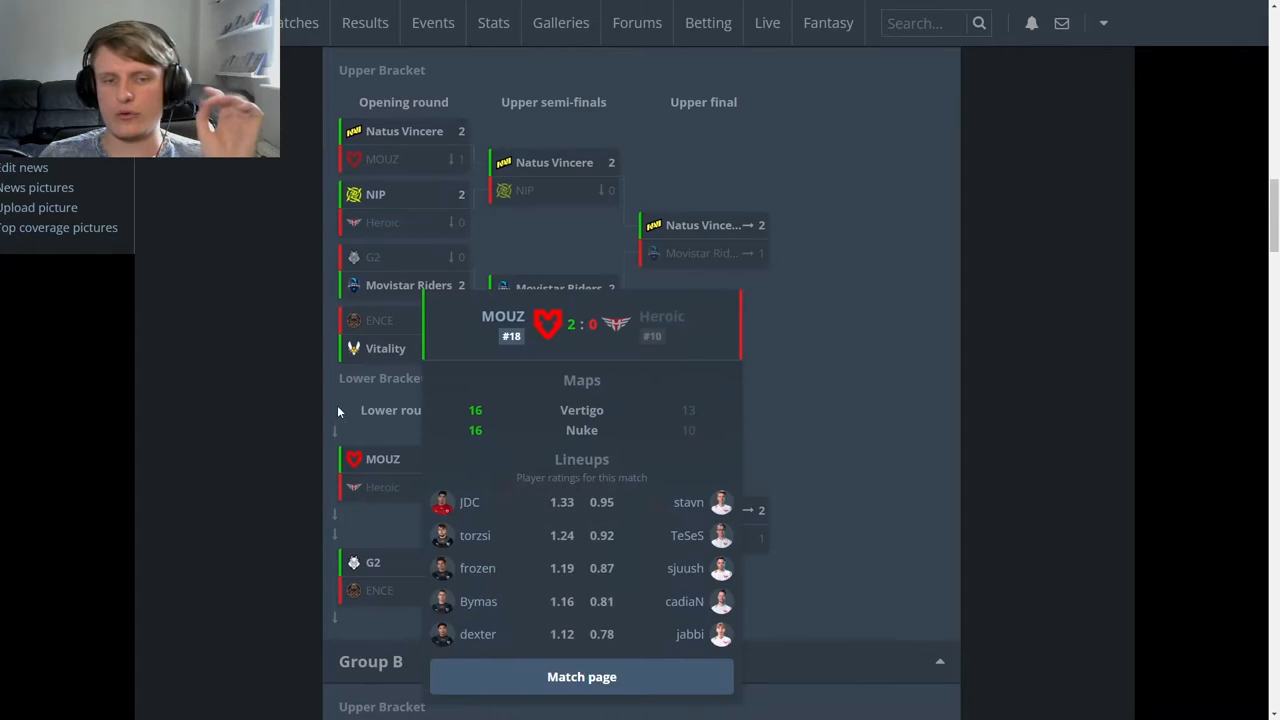 atches Results Events Stats Galleries Forums Betting Live Fantasy Search...
Edit news
News pictures
Upload picture
Top coverage pictures
Upper Bracket
Opening round Upper semi-finals Upper final
Natus Vincere 2
MOUZ 1
NIP 2
Heroic 0
G2 0
Movistar Riders 2
ENCE
Vitality
Natus Vincere 2
NIP 0
Movistar Riders 2
Natus Vince... 2
Movistar Rid... 1
Lower Bracket
Lower rou
MOUZ
Heroic
G2
ENCE
2
1
MOUZ 2 : 0 Heroic
#18 #10
Maps
16 Vertigo 13
16 Nuke 10
Lineups
Player ratings for this match
JDC 1.33 0.95 stavn
torzsi 1.24 0.92 TeSeS
frozen 1.19 0.87 sjuush
Bymas 1.16 0.81 cadiaN
dexter 1.12 0.78 jabbi
Match page
Group B
Upper Bracket